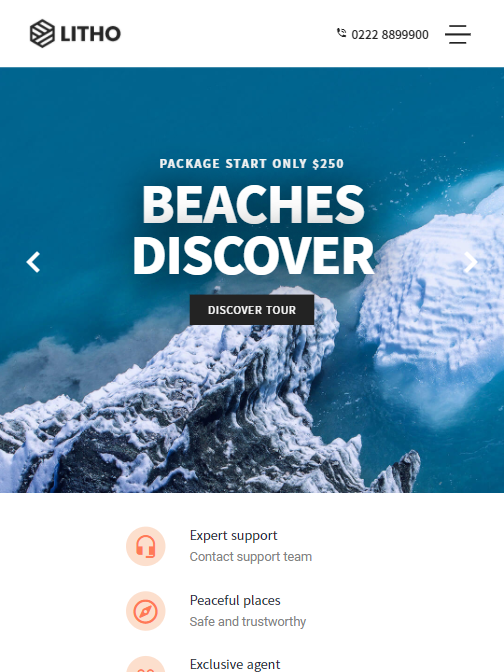 LITHO
0222 8899900
PACKAGE START ONLY $250
BEACHES
DISCOVER
DISCOVER TOUR
Expert support
Contact support team
Peaceful places
Safe and trustworthy
Exclusive agent